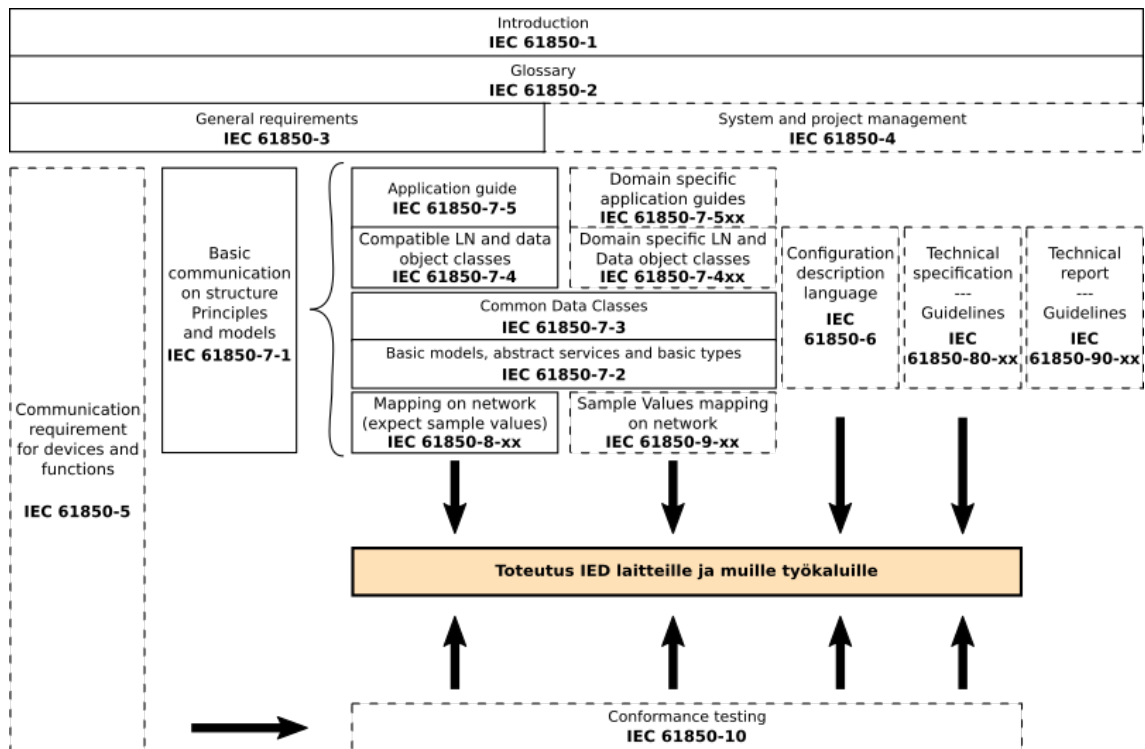 Introduction
IEC 61850-1
Glossary
IEC 61850-2
General requirements
IEC 61850-3
System and project management
IEC 61850-4
Communication
requirement
for devices and
functions
IEC 61850-5
Basic
communication
on structure
Principles
and models
IEC 61850-7-1
Application guide
IEC 61850-7-5
Domain specific
application guides
IEC 61850-7-5xx
Compatible LN and data
object classes
IEC 61850-7-4
Domain specific LN and
Data object classes
IEC 61850-7-4xx
Common Data Classes
IEC 61850-7-3
Basic models, abstract services and basic types
IEC 61850-7-2
Mapping on network
(expect sample values)
IEC 61850-8-xx
Sample Values mapping
on network
IEC 61850-9-xx
Configuration
description
language
IEC
61850-6
Technical
specification
---
Guidelines
IEC
61850-80-xx
Technical
report
---
Guidelines
IEC
61850-90-xx
Toteutus IED laitteille ja muille työkaluille
Conformance testing
IEC 61850-10